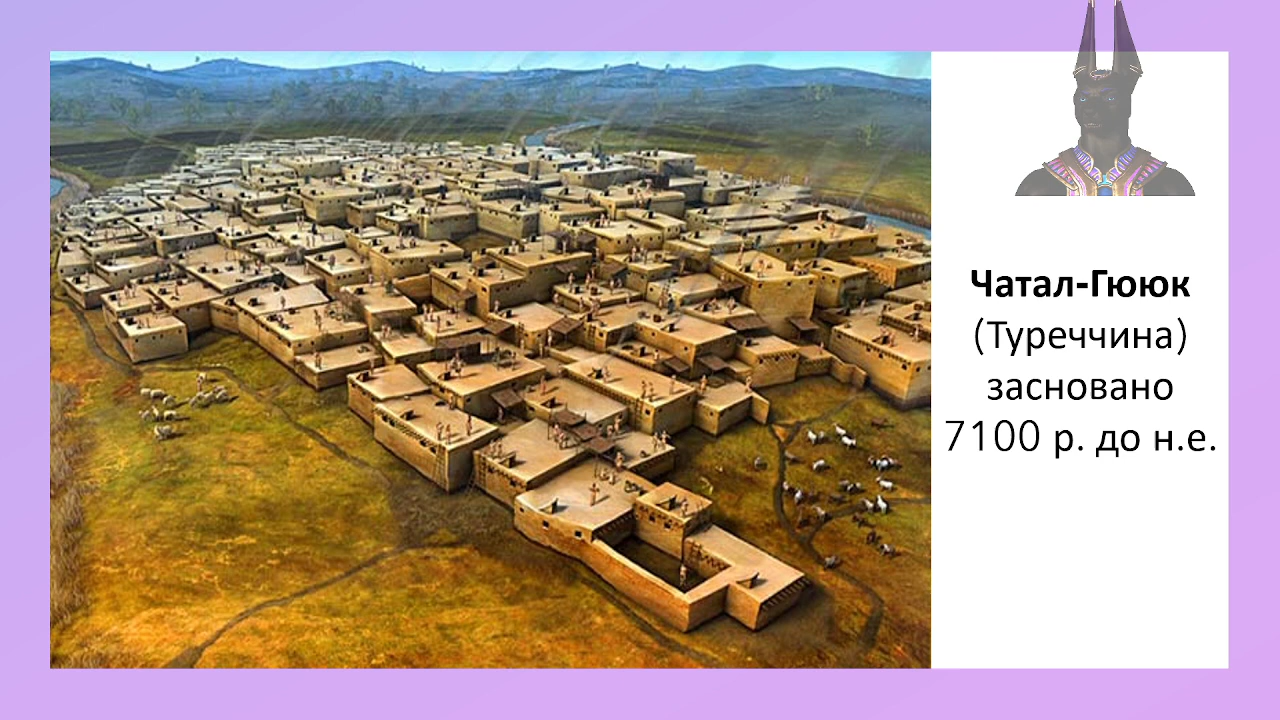 Чатал-Гююк
(Туреччина)
засновано
7100 р. до н.е.